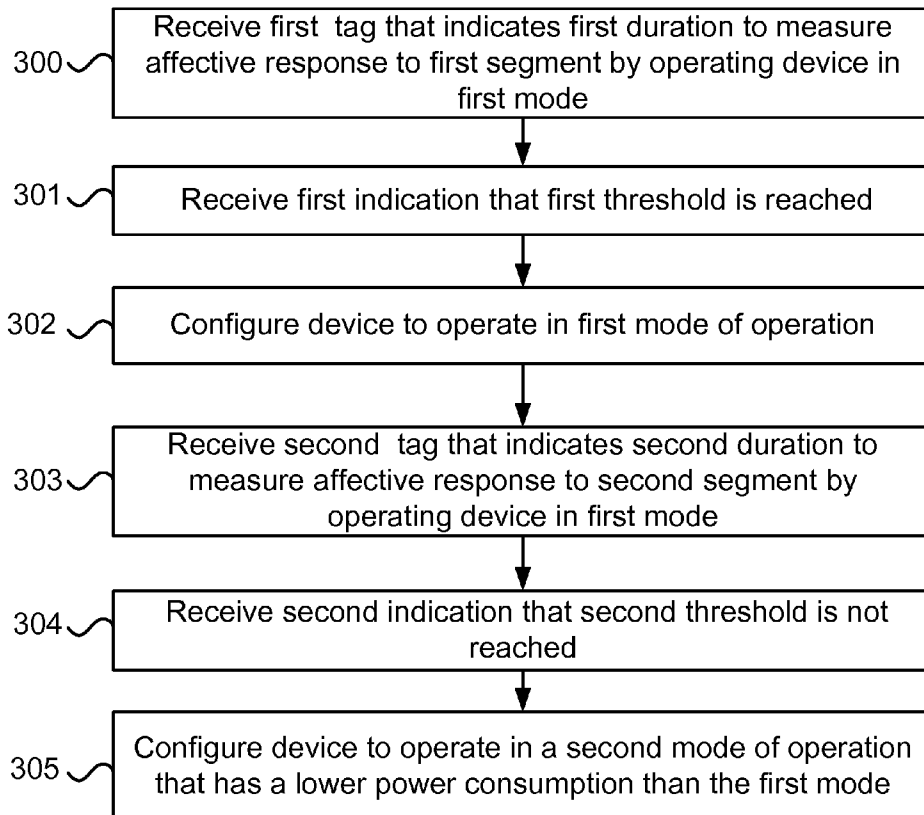 300
Receive first tag that indicates first duration to measure
affective response to first segment by operating device in
first mode
301
Receive first indication that first threshold is reached
302
Configure device to operate in first mode of operation
303
Receive second tag that indicates second duration to
measure affective response to second segment by
operating device in first mode
304
Receive second indication that second threshold is not
reached
305
Configure device to operate in a second mode of operation
that has a lower power consumption than the first mode